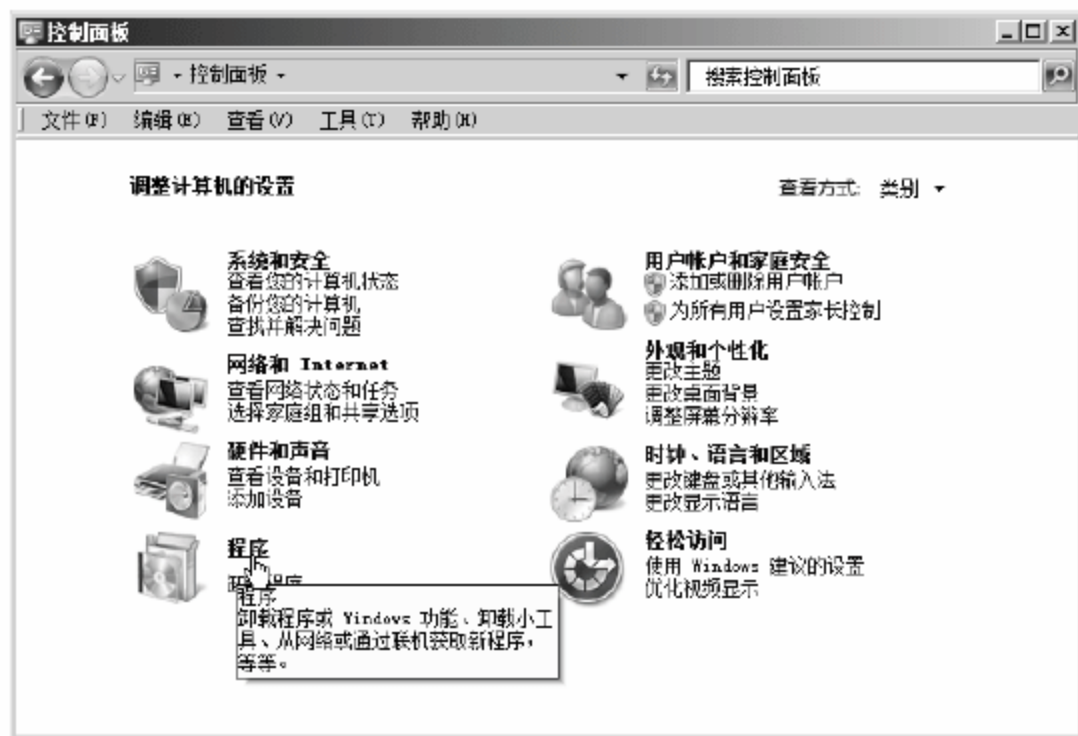 控制面板
控制面板
搜索控制面板
文件(F) 编辑(E) 查看(V) 工具(T) 帮助(H)
调整计算机的设置
查看方式: 类别
系统和安全
查看您的计算机状态
备份您的计算机
查找并解决问题
网络和 Internet
查看网络状态和任务
选择家庭组和共享选项
硬件和声音
查看设备和打印机
添加设备
程序
程序
卸载程序或 Windows 功能、卸载小工
具、从网络或通过联机获取新程序,
等等。
用户帐户和家庭安全
添加或删除用户帐户
为所有用户设置家长控制
外观和个性化
更改主题
更改桌面背景
调整屏幕分辨率
时钟、语言和区域
更改键盘或其他输入法
更改显示语言
轻松访问
使用 Windows 建议的设置
优化视频显示